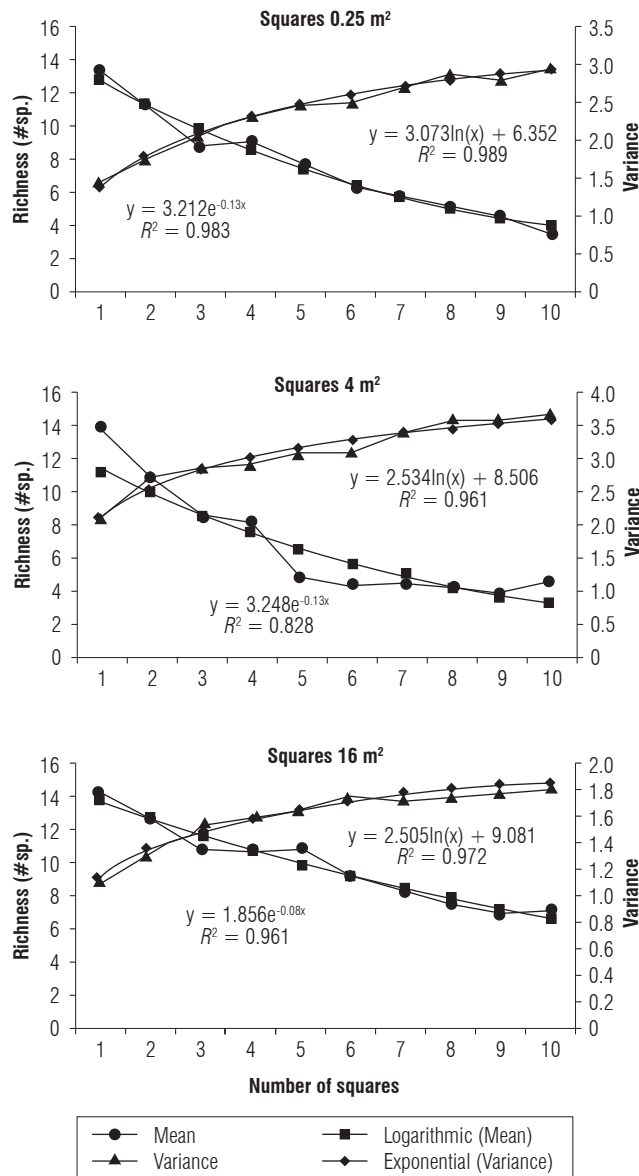 Squares 0.25 m²
16
14
12
10
8
6
4
2
0
Richness (#sp.)
3.5
3.0
2.5
2.0
1.5
1.0
0.5
0
Variance
y = 3.073ln(x) + 6.352
R² = 0.989
y = 3.212e⁻⁰·¹³ˣ
R² = 0.983
1 2 3 4 5 6 7 8 9 10
Squares 4 m²
16
14
12
10
8
6
4
2
0
Richness (#sp.)
4.0
3.5
3.0
2.5
2.0
1.5
1.0
0.5
0
Variance
y = 2.534ln(x) + 8.506
R² = 0.961
y = 3.248e⁻⁰·¹³ˣ
R² = 0.828
1 2 3 4 5 6 7 8 9 10
Squares 16 m²
16
14
12
10
8
6
4
2
0
Richness (#sp.)
2.0
1.8
1.6
1.4
1.2
1.0
0.8
0.6
0.4
0.2
0
Variance
y = 2.505ln(x) + 9.081
R² = 0.972
y = 1.856e⁻⁰·⁰⁸ˣ
R² = 0.961
1 2 3 4 5 6 7 8 9 10
Number of squares
Mean Logarithmic (Mean)
Variance Exponential (Variance)